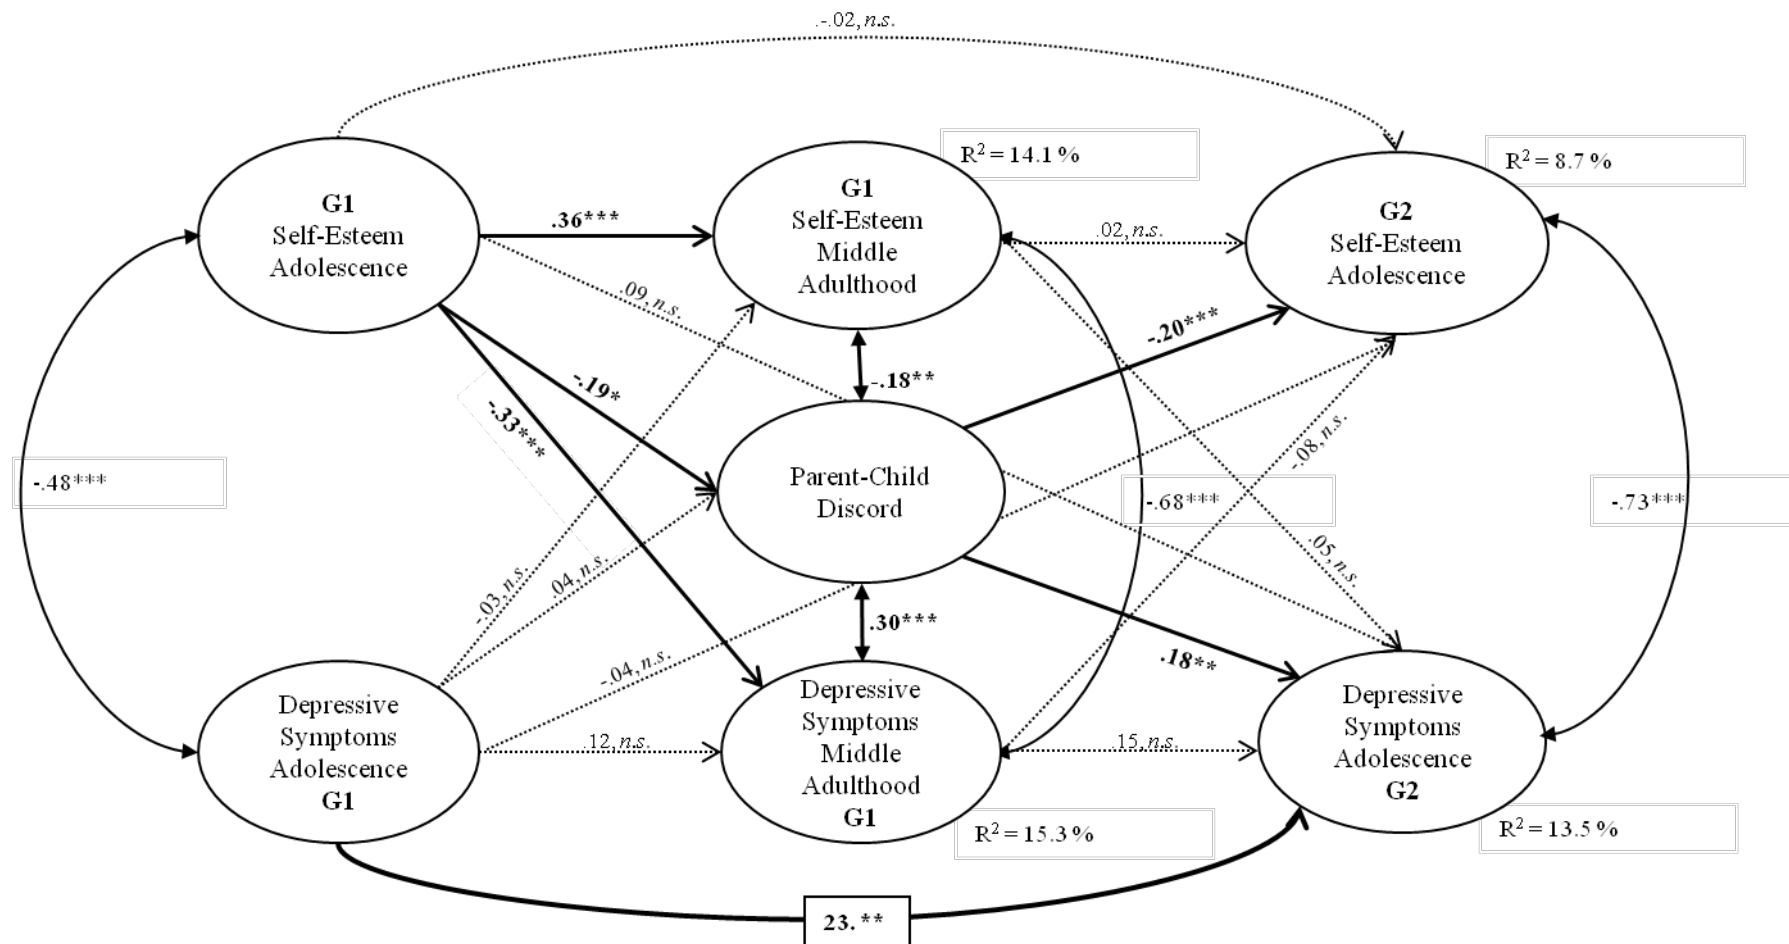 .-.02, n.s.
R² = 14.1 %
R² = 8.7 %
G1
Self-Esteem
Adolescence
.36***
G1
Self-Esteem
Middle
Adulthood
.02, n.s.
G2
Self-Esteem
Adolescence
.09, n.s.
-.20***
-.19*
-.18**
-.33***
-.08, n.s.
-.48***
Parent-Child
Discord
-.68***
-.73***
.05, n.s.
-.03, n.s.
.04, n.s.
.30***
-.04, n.s.
.18**
Depressive
Symptoms
Adolescence
G1
.12, n.s.
Depressive
Symptoms
Middle
Adulthood
G1
.15, n.s.
Depressive
Symptoms
Adolescence
G2
R² = 15.3 %
R² = 13.5 %
23. **